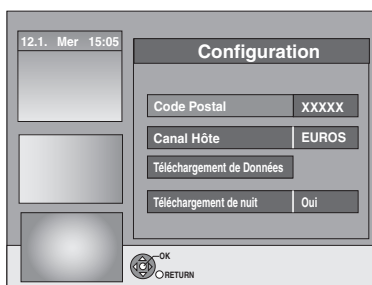 12.1. Mer 15:05
Configuration
Code Postal XXXXX
Canal Hôte EUROS
Téléchargement de Données
Téléchargement de nuit Oui
OK
RETURN